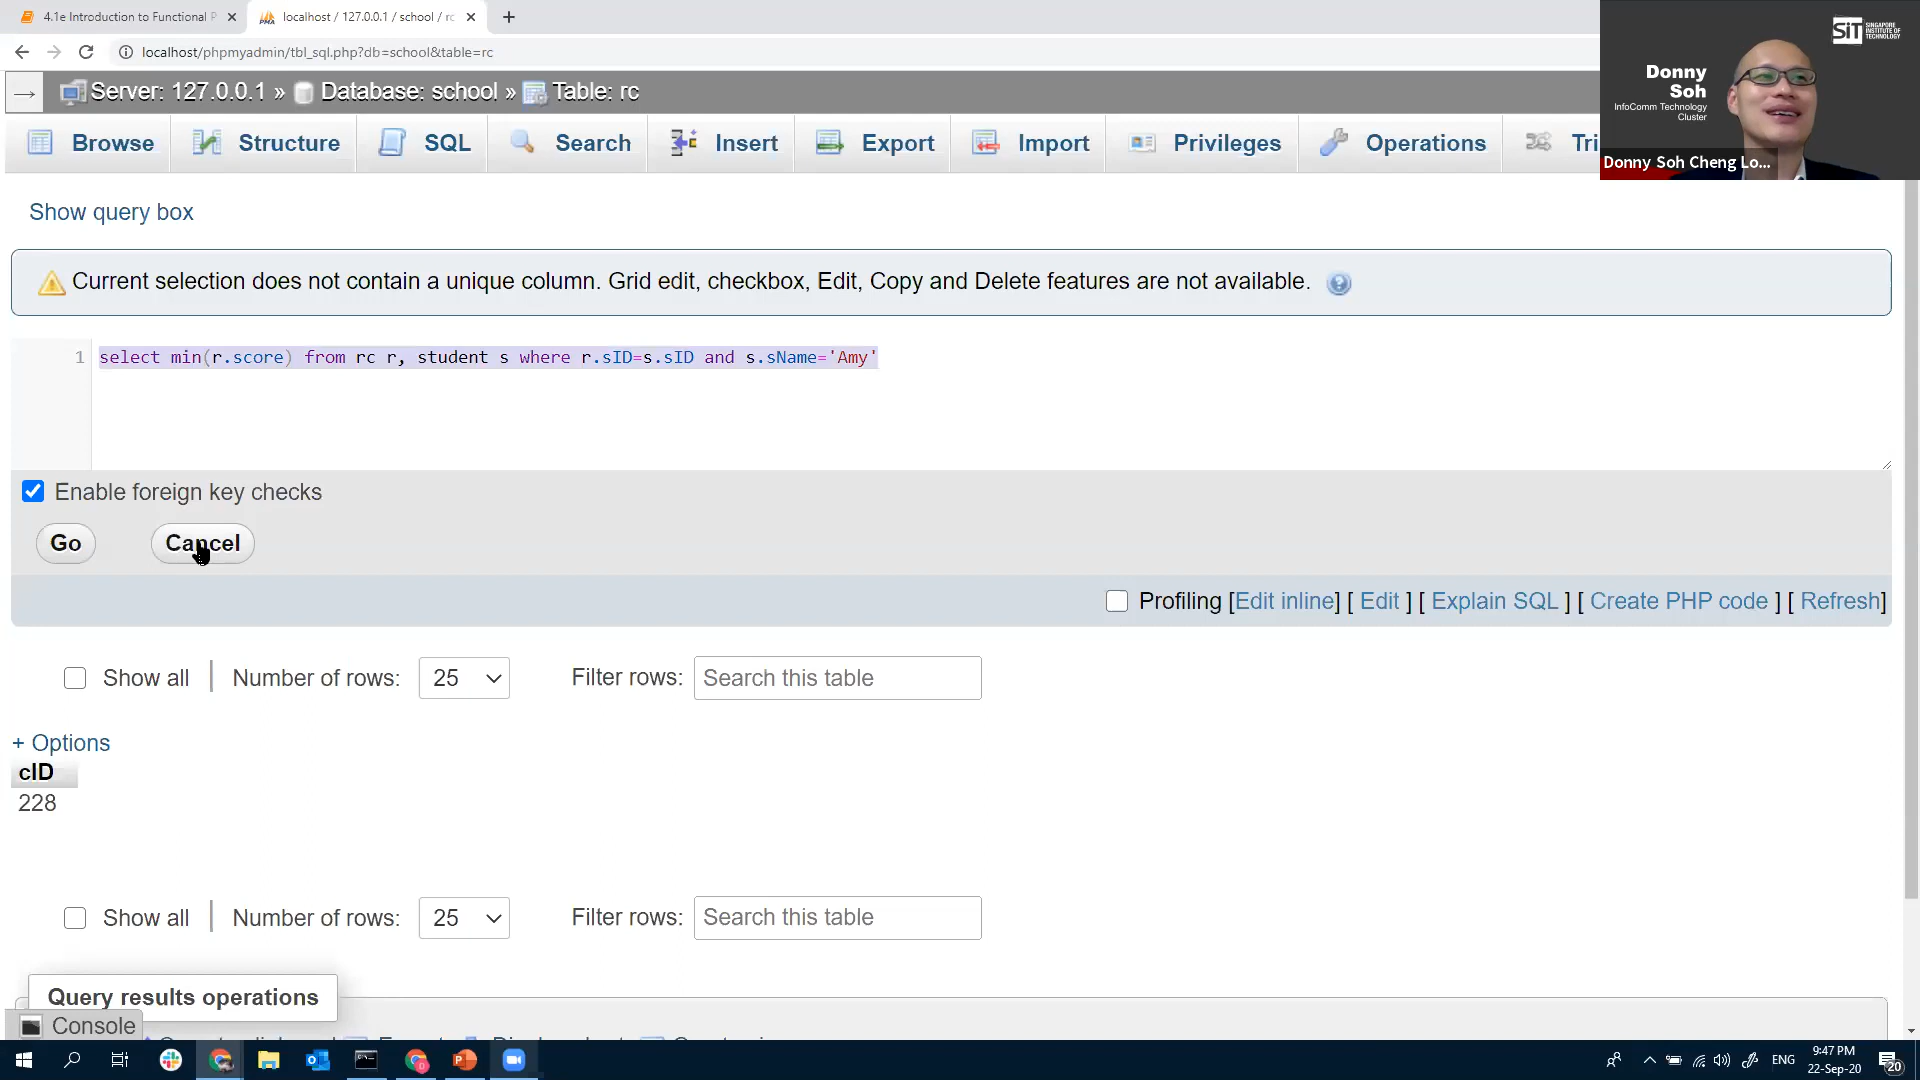 4.1e Introduction to Functional P
localhost / 127.0.0.1 / school / rc
localhost/phpmyadmin/tbl_sql.php?db=school&table=rc
SiT SINGAPORE INSTITUTE OF TECHNOLOGY
Donny
Soh
InfoComm Technology
Cluster
Donny Soh Cheng Lo...
Server: 127.0.0.1 » Database: school » Table: rc
Browse Structure SQL Search Insert Export Import Privileges Operations Tri
Show query box
Current selection does not contain a unique column. Grid edit, checkbox, Edit, Copy and Delete features are not available.
1 select min(r.score) from rc r, student s where r.sID=s.sID and s.sName='Amy'
Enable foreign key checks
Go Cancel
Profiling [Edit inline] [ Edit ] [ Explain SQL ] [ Create PHP code ] [ Refresh]
Show all Number of rows: 25 Filter rows: Search this table
+ Options
cID
228
Show all Number of rows: 25 Filter rows: Search this table
Query results operations
Console
ENG 9:47 PM
22-Sep-20 20